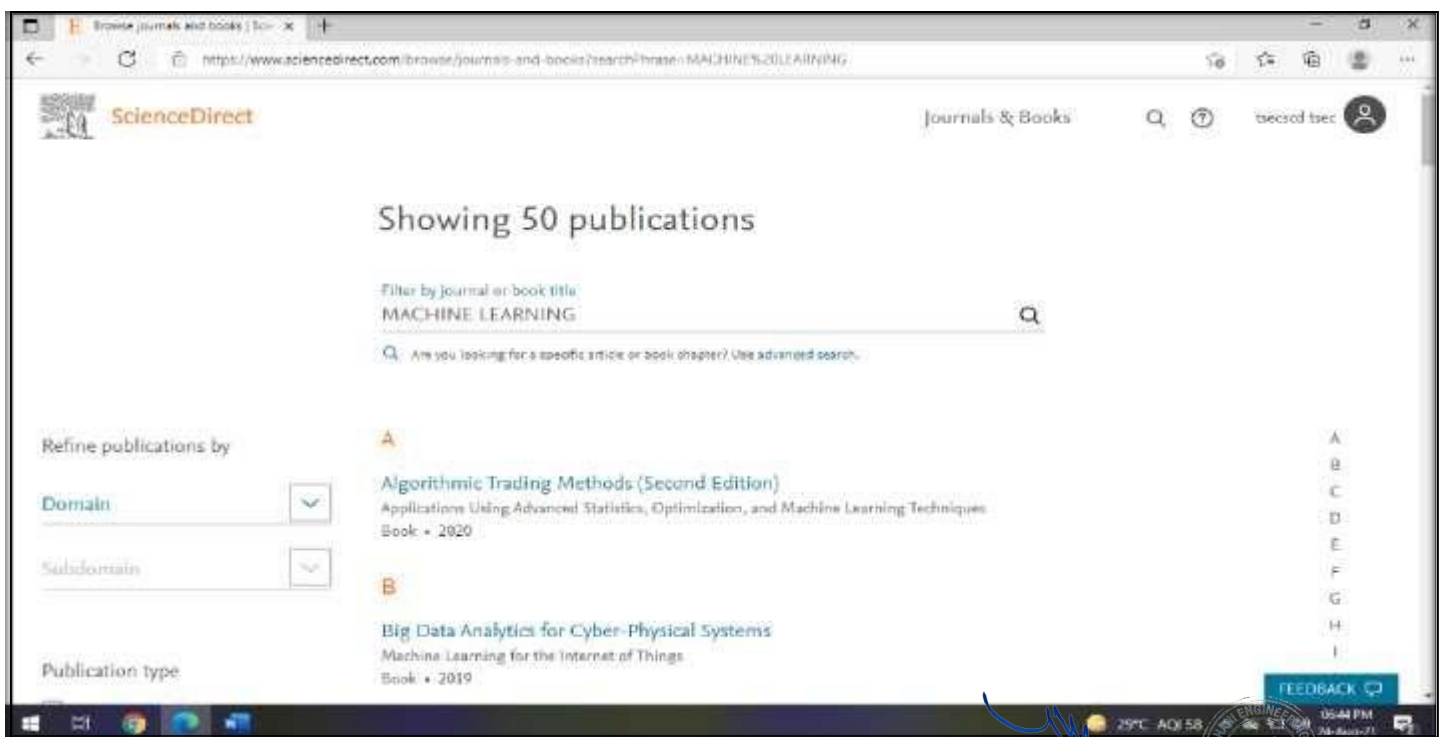 Browse journals and books | Scie
https://www.sciencedirect.com/browse/journals-and-books?searchPhrase=MACHINE%20LEARNING
ScienceDirect
Journals & Books
tsecscd tsec
Showing 50 publications
Filter by journal or book title
MACHINE LEARNING
Are you looking for a specific article or book chapter? Use advanced search.
Refine publications by
Domain
Subdomain
Publication type
A
Algorithmic Trading Methods (Second Edition)
Applications Using Advanced Statistics, Optimization, and Machine Learning Techniques
Book • 2020
B
Big Data Analytics for Cyber-Physical Systems
Machine Learning for the Internet of Things
Book • 2019
A
B
C
D
E
F
G
H
I
FEEDBACK
29°C AQI 58
06:44 PM